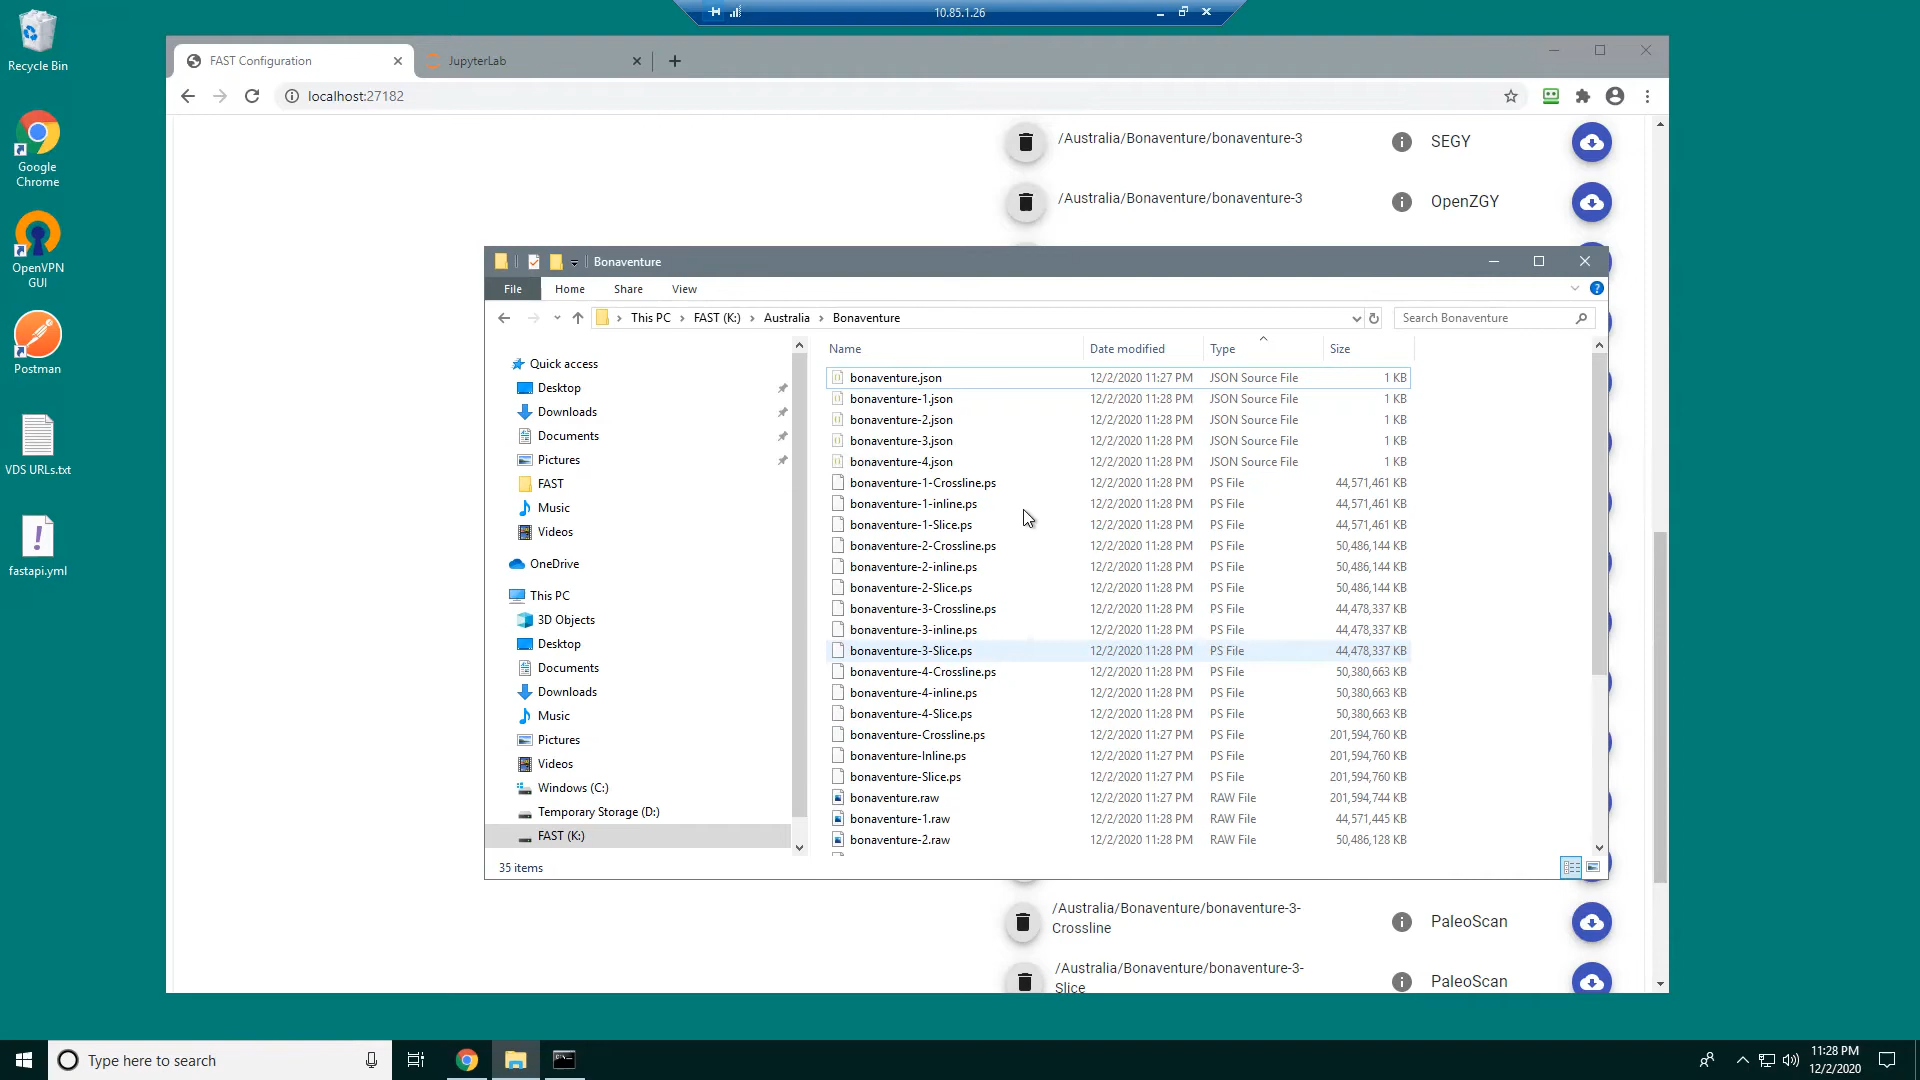 10.85.1.26
Recycle Bin
Google
Chrome
OpenVPN
GUI
Postman
VDS URLs.txt
fastapi.yml
FAST Configuration
JupyterLab
localhost:27182
/Australia/Bonaventure/bonaventure-3
SEGY
/Australia/Bonaventure/bonaventure-3
OpenZGY
Bonaventure
File
Home
Share
View
This PC
FAST (K:)
Australia
Bonaventure
Search Bonaventure
Quick access
Desktop
Downloads
Documents
Pictures
FAST
Music
Videos
OneDrive
This PC
3D Objects
Desktop
Documents
Downloads
Music
Pictures
Videos
Windows (C:)
Temporary Storage (D:)
FAST (K:)
Name Date modified Type Size
bonaventure.json 12/2/2020 11:27 PM JSON Source File 1 KB
bonaventure-1.json 12/2/2020 11:28 PM JSON Source File 1 KB
bonaventure-2.json 12/2/2020 11:28 PM JSON Source File 1 KB
bonaventure-3.json 12/2/2020 11:28 PM JSON Source File 1 KB
bonaventure-4.json 12/2/2020 11:28 PM JSON Source File 1 KB
bonaventure-1-Crossline.ps 12/2/2020 11:28 PM PS File 44,571,461 KB
bonaventure-1-inline.ps 12/2/2020 11:28 PM PS File 44,571,461 KB
bonaventure-1-Slice.ps 12/2/2020 11:28 PM PS File 44,571,461 KB
bonaventure-2-Crossline.ps 12/2/2020 11:28 PM PS File 50,486,144 KB
bonaventure-2-inline.ps 12/2/2020 11:28 PM PS File 50,486,144 KB
bonaventure-2-Slice.ps 12/2/2020 11:28 PM PS File 50,486,144 KB
bonaventure-3-Crossline.ps 12/2/2020 11:28 PM PS File 44,478,337 KB
bonaventure-3-inline.ps 12/2/2020 11:28 PM PS File 44,478,337 KB
bonaventure-3-Slice.ps 12/2/2020 11:28 PM PS File 44,478,337 KB
bonaventure-4-Crossline.ps 12/2/2020 11:28 PM PS File 50,380,663 KB
bonaventure-4-inline.ps 12/2/2020 11:28 PM PS File 50,380,663 KB
bonaventure-4-Slice.ps 12/2/2020 11:28 PM PS File 50,380,663 KB
bonaventure-Crossline.ps 12/2/2020 11:27 PM PS File 201,594,760 KB
bonaventure-Inline.ps 12/2/2020 11:27 PM PS File 201,594,760 KB
bonaventure-Slice.ps 12/2/2020 11:27 PM PS File 201,594,760 KB
bonaventure.raw 12/2/2020 11:27 PM RAW File 201,594,744 KB
bonaventure-1.raw 12/2/2020 11:28 PM RAW File 44,571,445 KB
bonaventure-2.raw 12/2/2020 11:28 PM RAW File 50,486,128 KB
35 items
/Australia/Bonaventure/bonaventure-3-
Crossline
PaleoScan
/Australia/Bonaventure/bonaventure-3-
Slice
PaleoScan
Type here to search
11:28 PM
12/2/2020